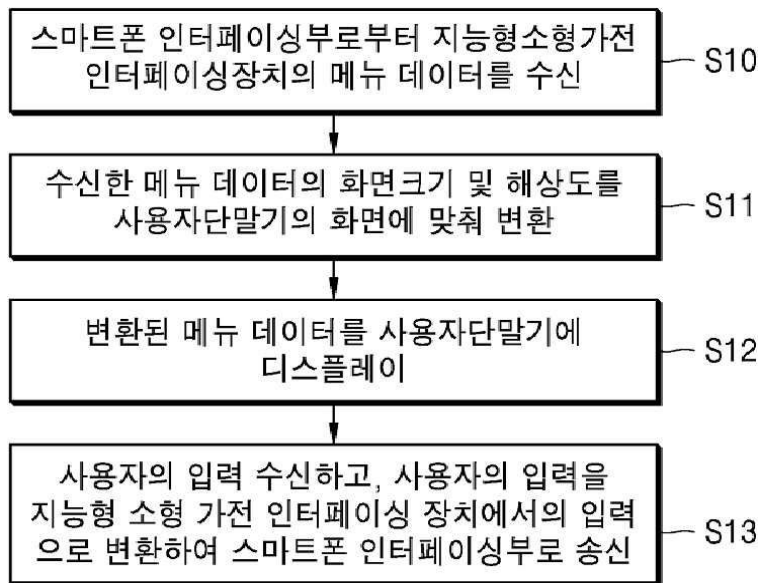 스마트폰 인터페이싱부로부터 지능형소형가전
인터페이싱장치의 메뉴 데이터를 수신
S10
수신한 메뉴 데이터의 화면크기 및 해상도를
사용자단말기의 화면에 맞춰 변환
S11
변환된 메뉴 데이터를 사용자단말기에
디스플레이
S12
사용자의 입력 수신하고, 사용자의 입력을
지능형 소형 가전 인터페이싱 장치에서의 입력
으로 변환하여 스마트폰 인터페이싱부로 송신
S13